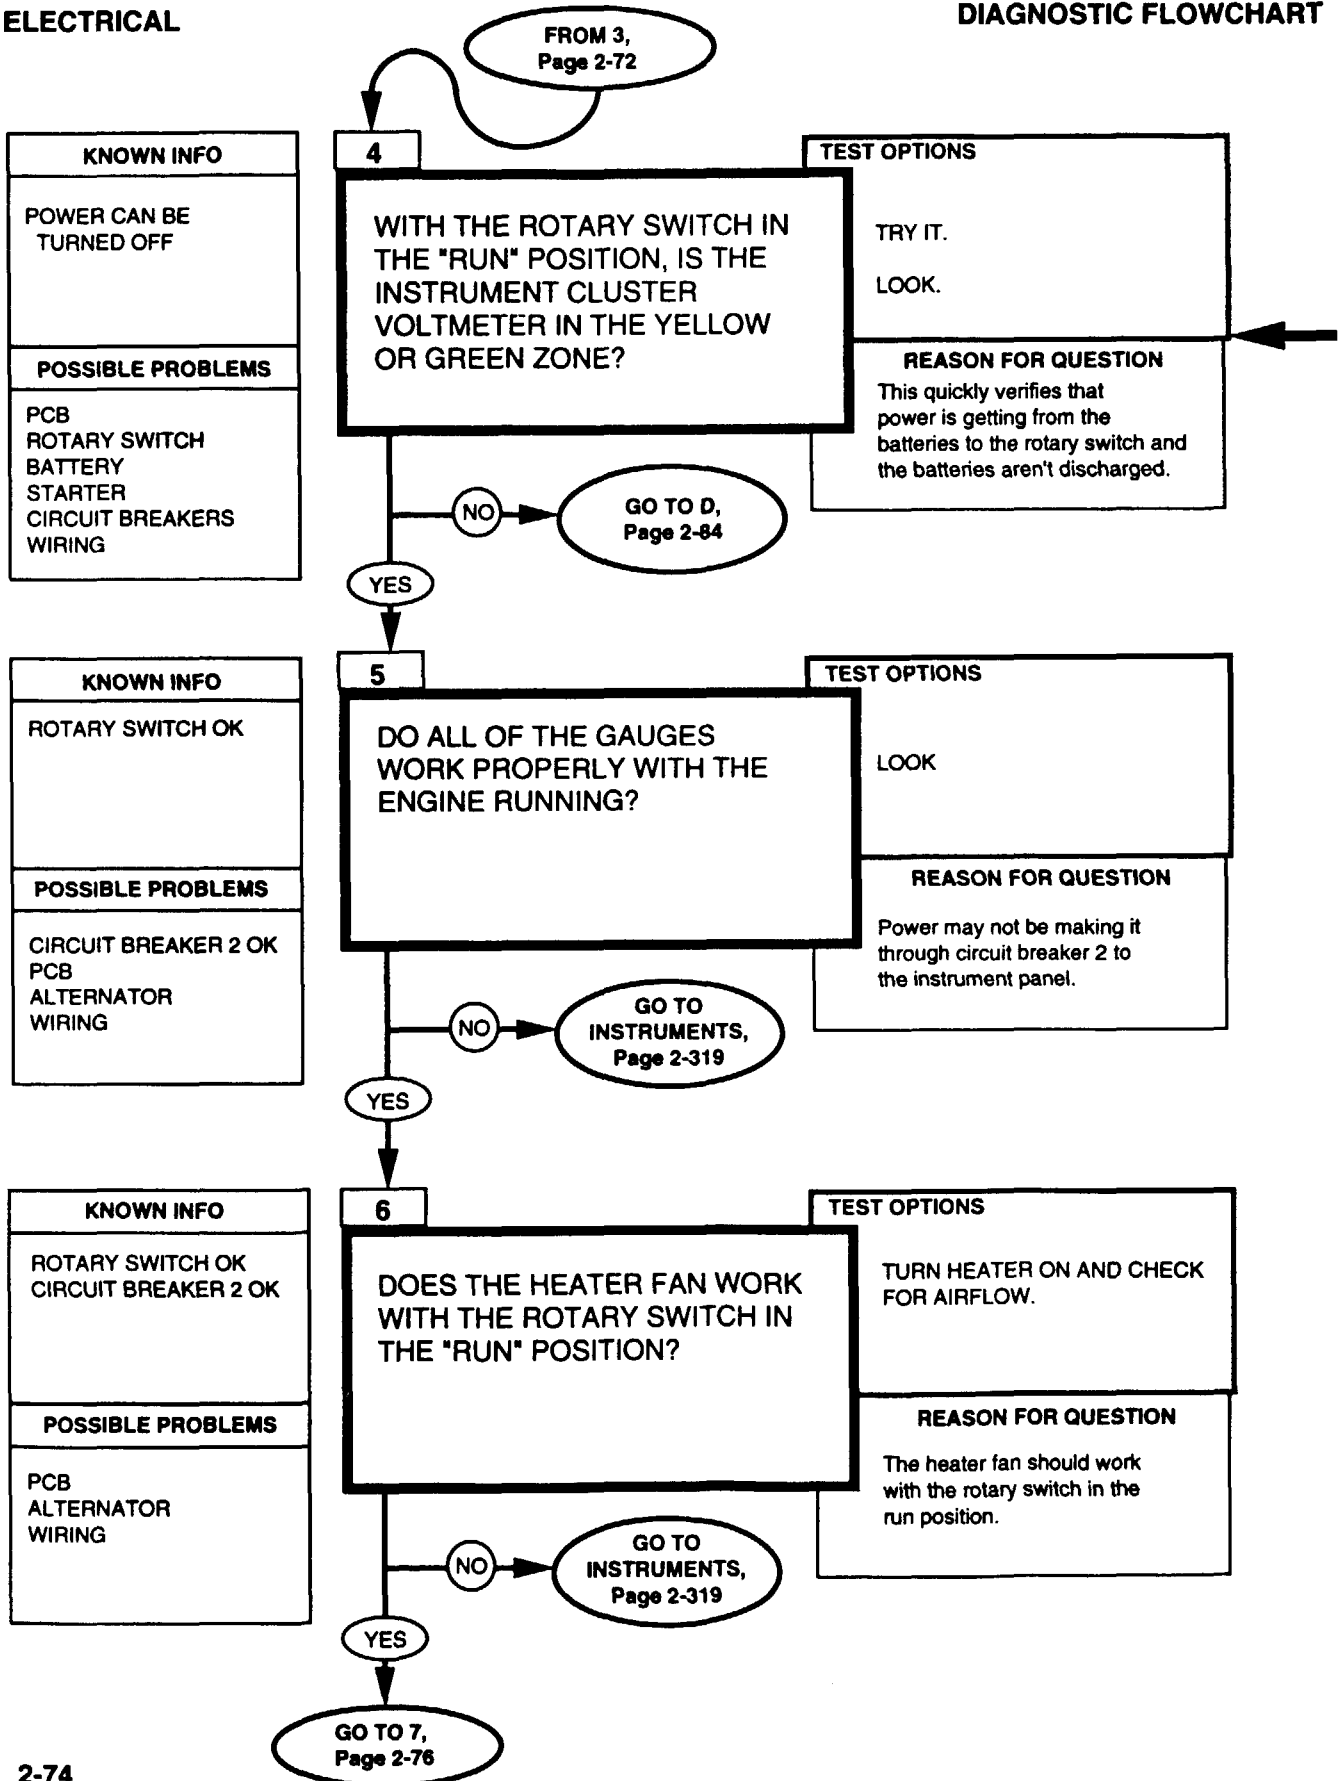 ELECTRICAL
DIAGNOSTIC FLOWCHART
FROM 3,
Page 2-72
KNOWN INFO
POWER CAN BE
TURNED OFF
POSSIBLE PROBLEMS
PCB
ROTARY SWITCH
BATTERY
STARTER
CIRCUIT BREAKERS
WIRING
4
WITH THE ROTARY SWITCH IN
THE "RUN" POSITION, IS THE
INSTRUMENT CLUSTER
VOLTMETER IN THE YELLOW
OR GREEN ZONE?
TEST OPTIONS
TRY IT.
LOOK.
REASON FOR QUESTION
This quickly verifies that
power is getting from the
batteries to the rotary switch and
the batteries aren't discharged.
NO
GO TO D,
Page 2-84
YES
KNOWN INFO
ROTARY SWITCH OK
POSSIBLE PROBLEMS
CIRCUIT BREAKER 2 OK
PCB
ALTERNATOR
WIRING
5
DO ALL OF THE GAUGES
WORK PROPERLY WITH THE
ENGINE RUNNING?
TEST OPTIONS
LOOK
REASON FOR QUESTION
Power may not be making it
through circuit breaker 2 to
the instrument panel.
NO
GO TO
INSTRUMENTS,
Page 2-319
YES
KNOWN INFO
ROTARY SWITCH OK
CIRCUIT BREAKER 2 OK
POSSIBLE PROBLEMS
PCB
ALTERNATOR
WIRING
6
DOES THE HEATER FAN WORK
WITH THE ROTARY SWITCH IN
THE "RUN" POSITION?
TEST OPTIONS
TURN HEATER ON AND CHECK
FOR AIRFLOW.
REASON FOR QUESTION
The heater fan should work
with the rotary switch in the
run position.
NO
GO TO
INSTRUMENTS,
Page 2-319
YES
GO TO 7,
Page 2-76
2-74